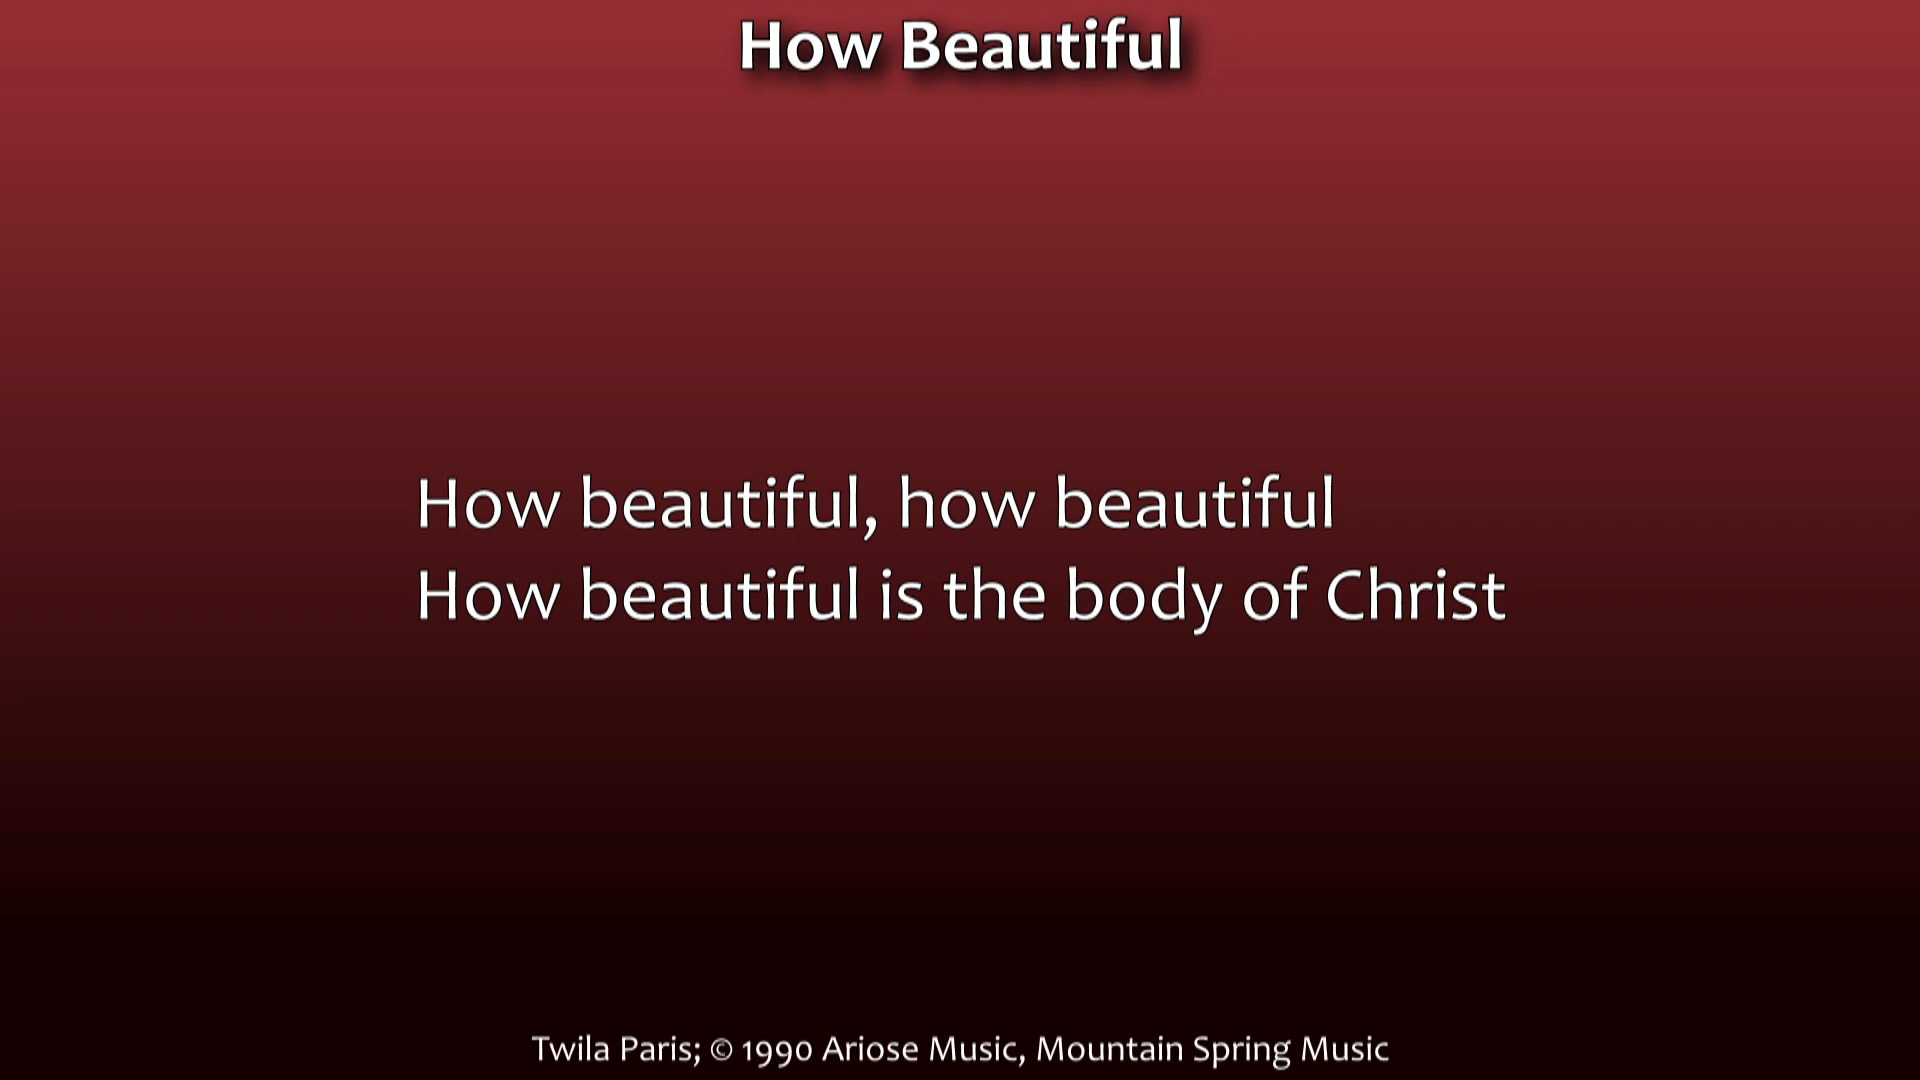 How Beautiful
How beautiful, how beautiful
How beautiful is the body of Christ
Twila Paris; © 1990 Ariose Music, Mountain Spring Music